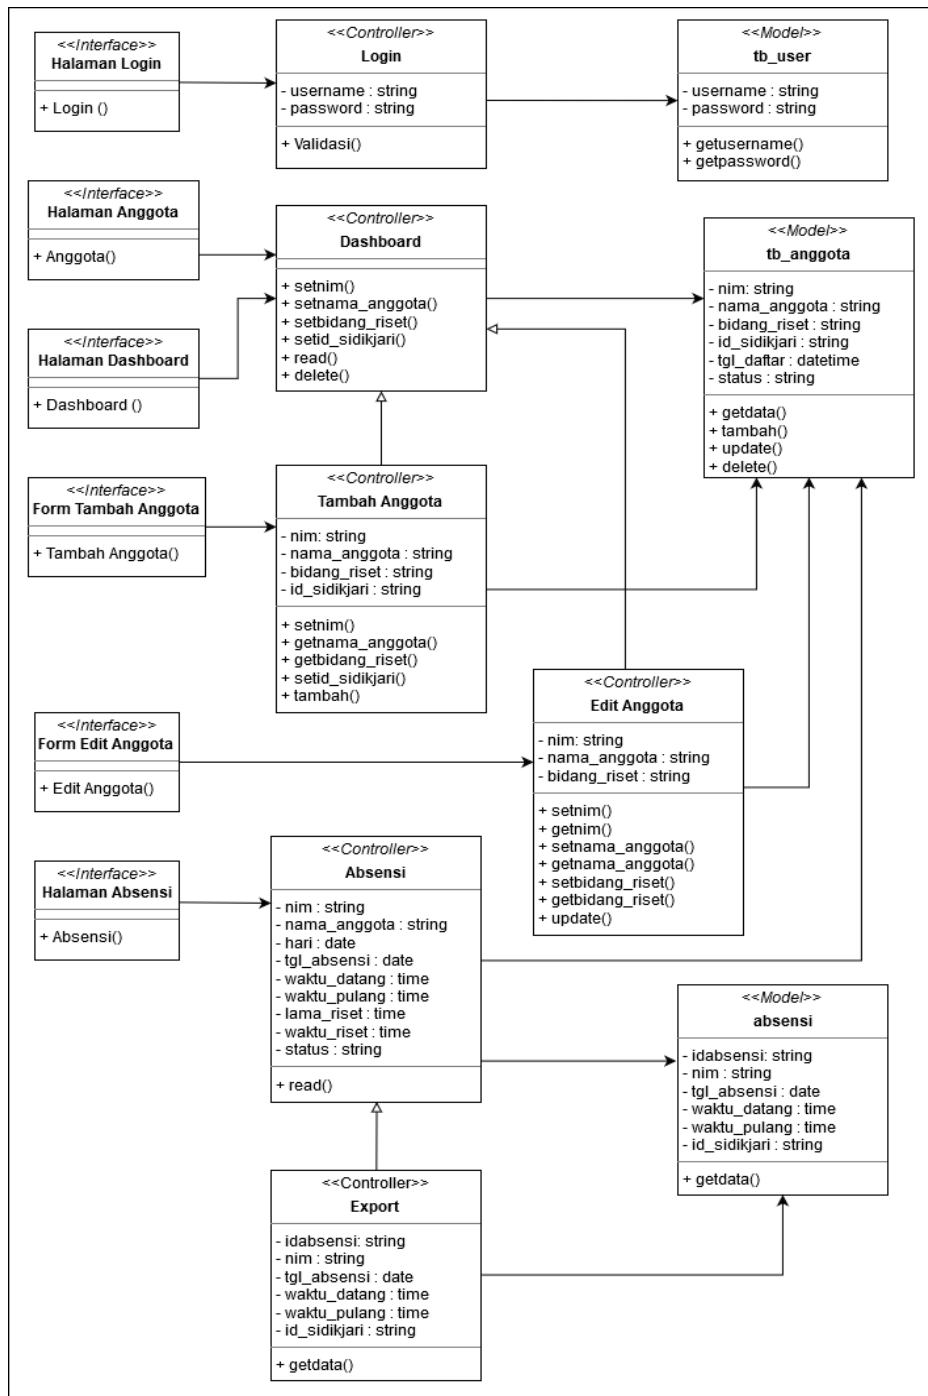 <<Interface>>
Halaman Login
+ Login ()
<<Controller>>
Login
- username : string
- password : string
+ Validasi()
<<Model>>
tb_user
- username : string
- password : string
+ getusername()
+ getpassword()
<<Interface>>
Halaman Anggota
+ Anggota()
<<Controller>>
Dashboard
+ setnim()
+ setnama_anggota()
+ setbidang_riset()
+ setid_sidikjari()
+ read()
+ delete()
<<Model>>
tb_anggota
- nim: string
- nama_anggota : string
- bidang_riset : string
- id_sidikjari : string
- tgl_daftar : datetime
- status : string
+ getdata()
+ tambah()
+ update()
+ delete()
<<Interface>>
Halaman Dashboard
+ Dashboard ()
<<Interface>>
Form Tambah Anggota
+ Tambah Anggota()
<<Controller>>
Tambah Anggota
- nim: string
- nama_anggota : string
- bidang_riset : string
- id_sidikjari : string
+ setnim()
+ getnama_anggota()
+ getbidang_riset()
+ setid_sidikjari()
+ tambah()
<<Interface>>
Form Edit Anggota
+ Edit Anggota()
<<Controller>>
Edit Anggota
- nim: string
- nama_anggota : string
- bidang_riset : string
+ setnim()
+ getnim()
+ setnama_anggota()
+ getnama_anggota()
+ setbidang_riset()
+ getbidang_riset()
+ update()
<<Interface>>
Halaman Absensi
+ Absensi()
<<Controller>>
Absensi
- nim : string
- nama_anggota : string
- hari : date
- tgl_absensi : date
- waktu_datang : time
- waktu_pulang : time
- lama_riset : time
- waktu_riset : time
- status : string
+ read()
<<Model>>
absensi
- idabsensi: string
- nim : string
- tgl_absensi : date
- waktu_datang : time
- waktu_pulang : time
- id_sidikjari : string
+ getdata()
<<Controller>>
Export
- idabsensi: string
- nim : string
- tgl_absensi : date
- waktu_datang : time
- waktu_pulang : time
- id_sidikjari : string
+ getdata()